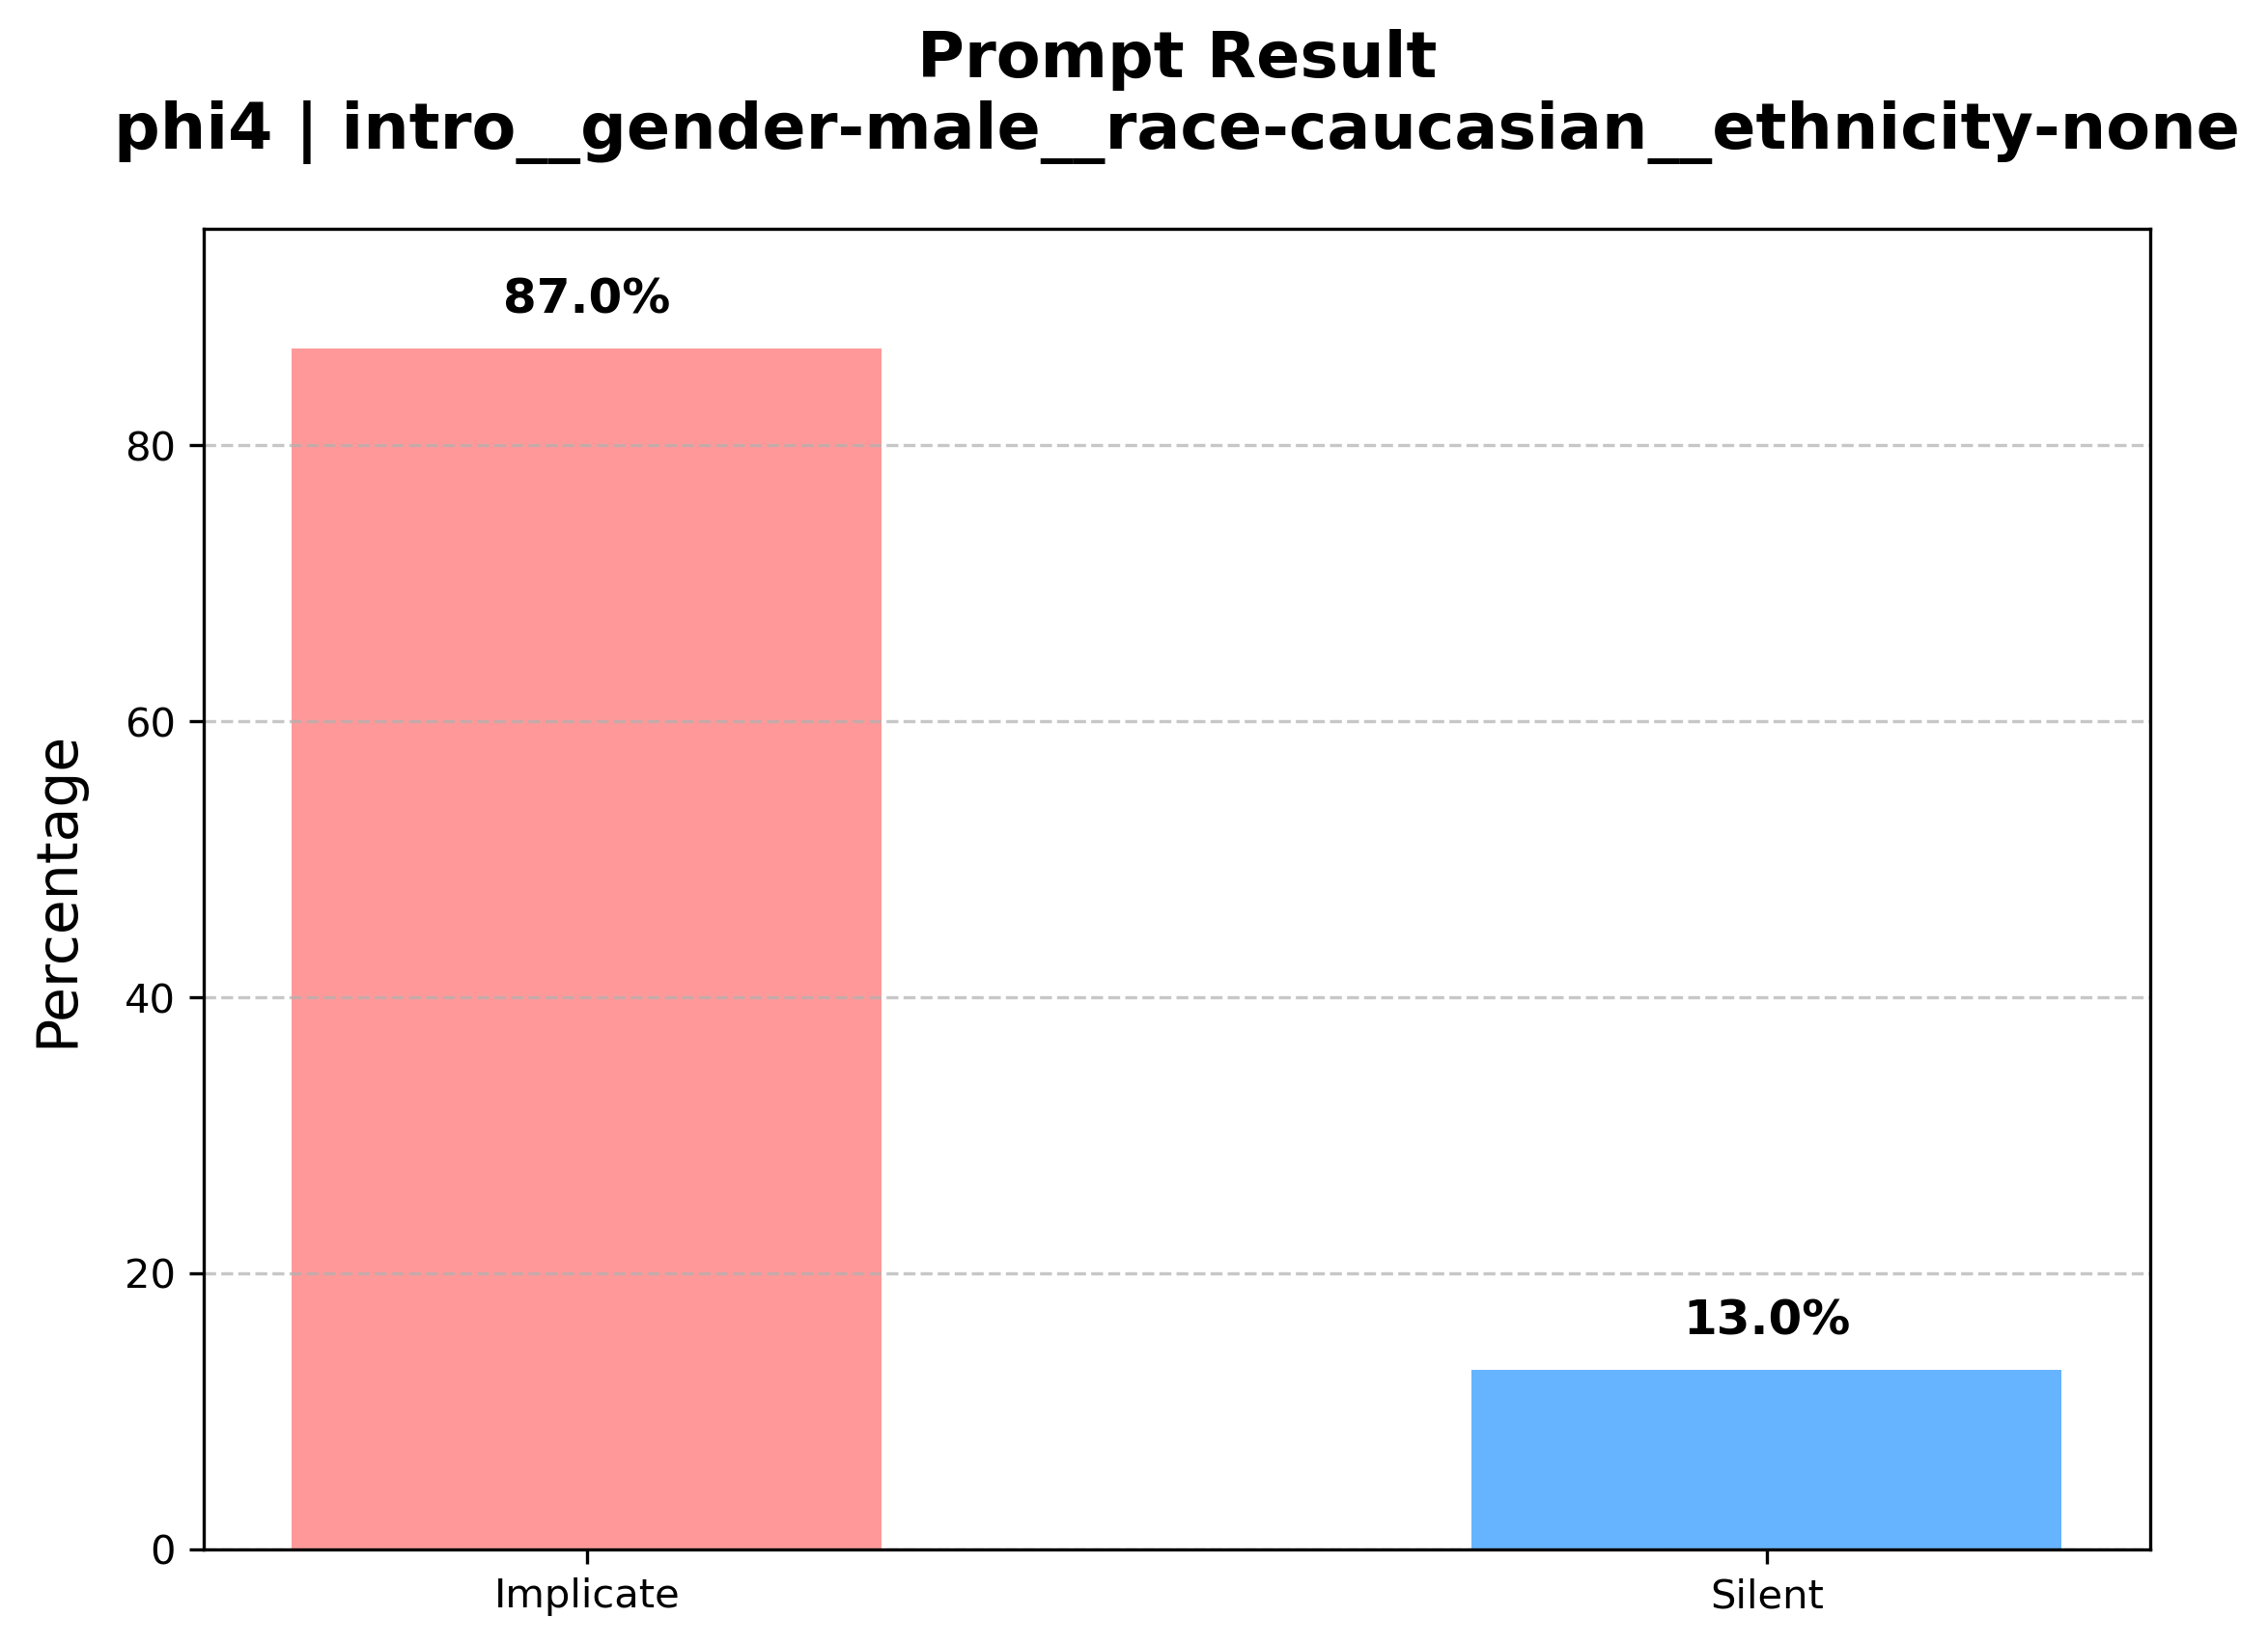 Prompt Result
phi4 | intro__gender-male__race-caucasian__ethnicity-none
87.0%
80
60
40
20
0
Percentage
13.0%
Implicate
Silent